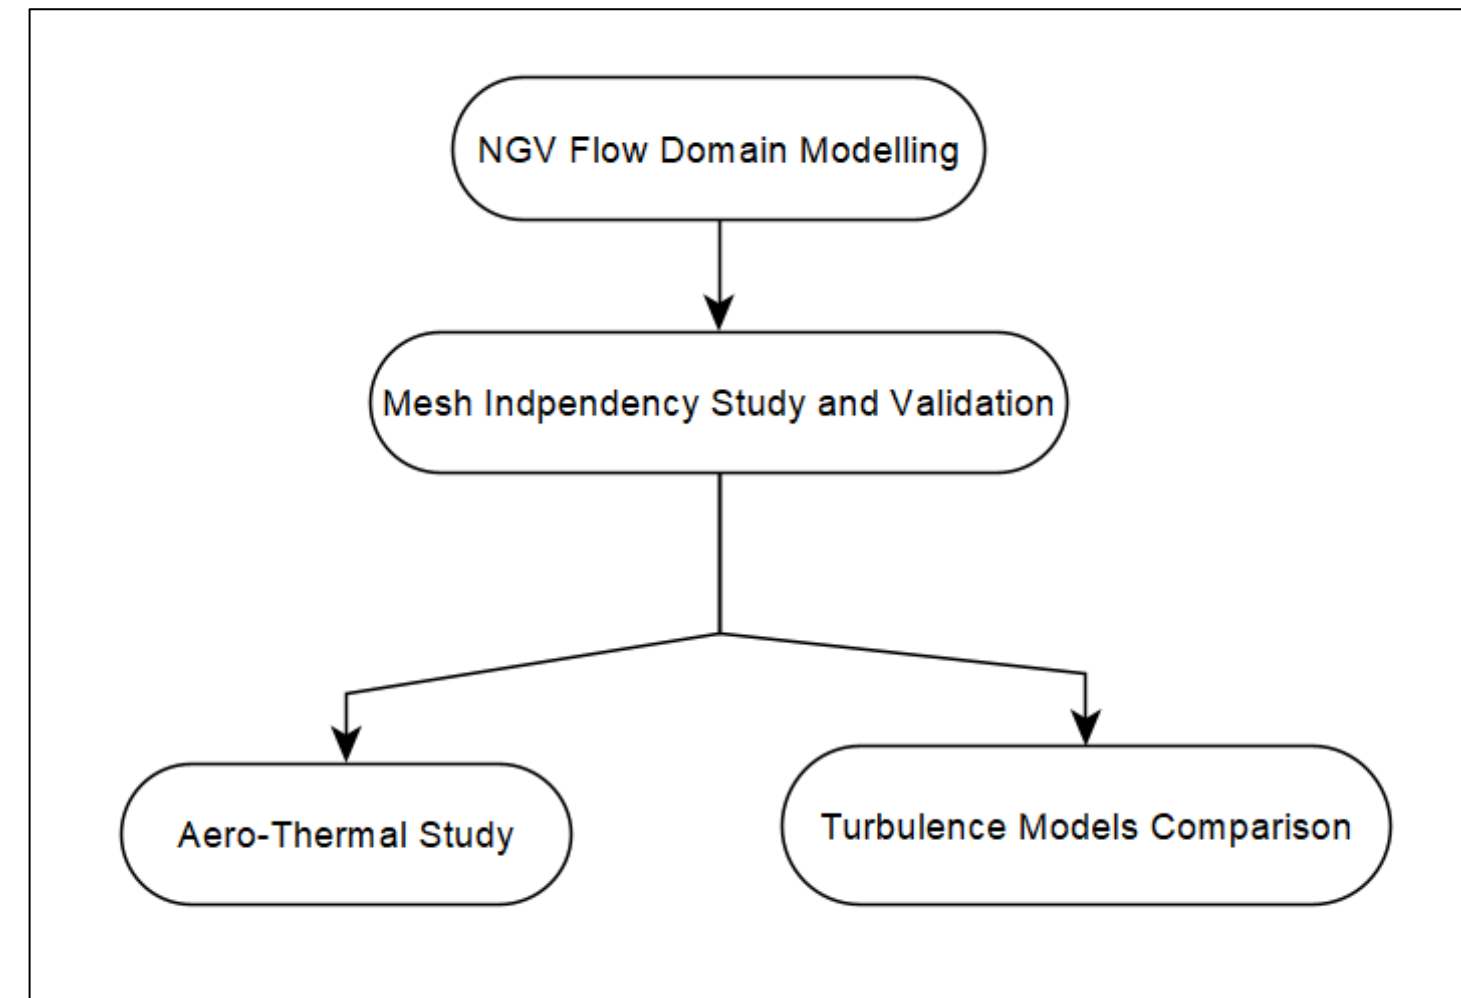 NGV Flow Domain Modelling
Mesh Indpendency Study and Validation
Aero-Thermal Study
Turbulence Models Comparison